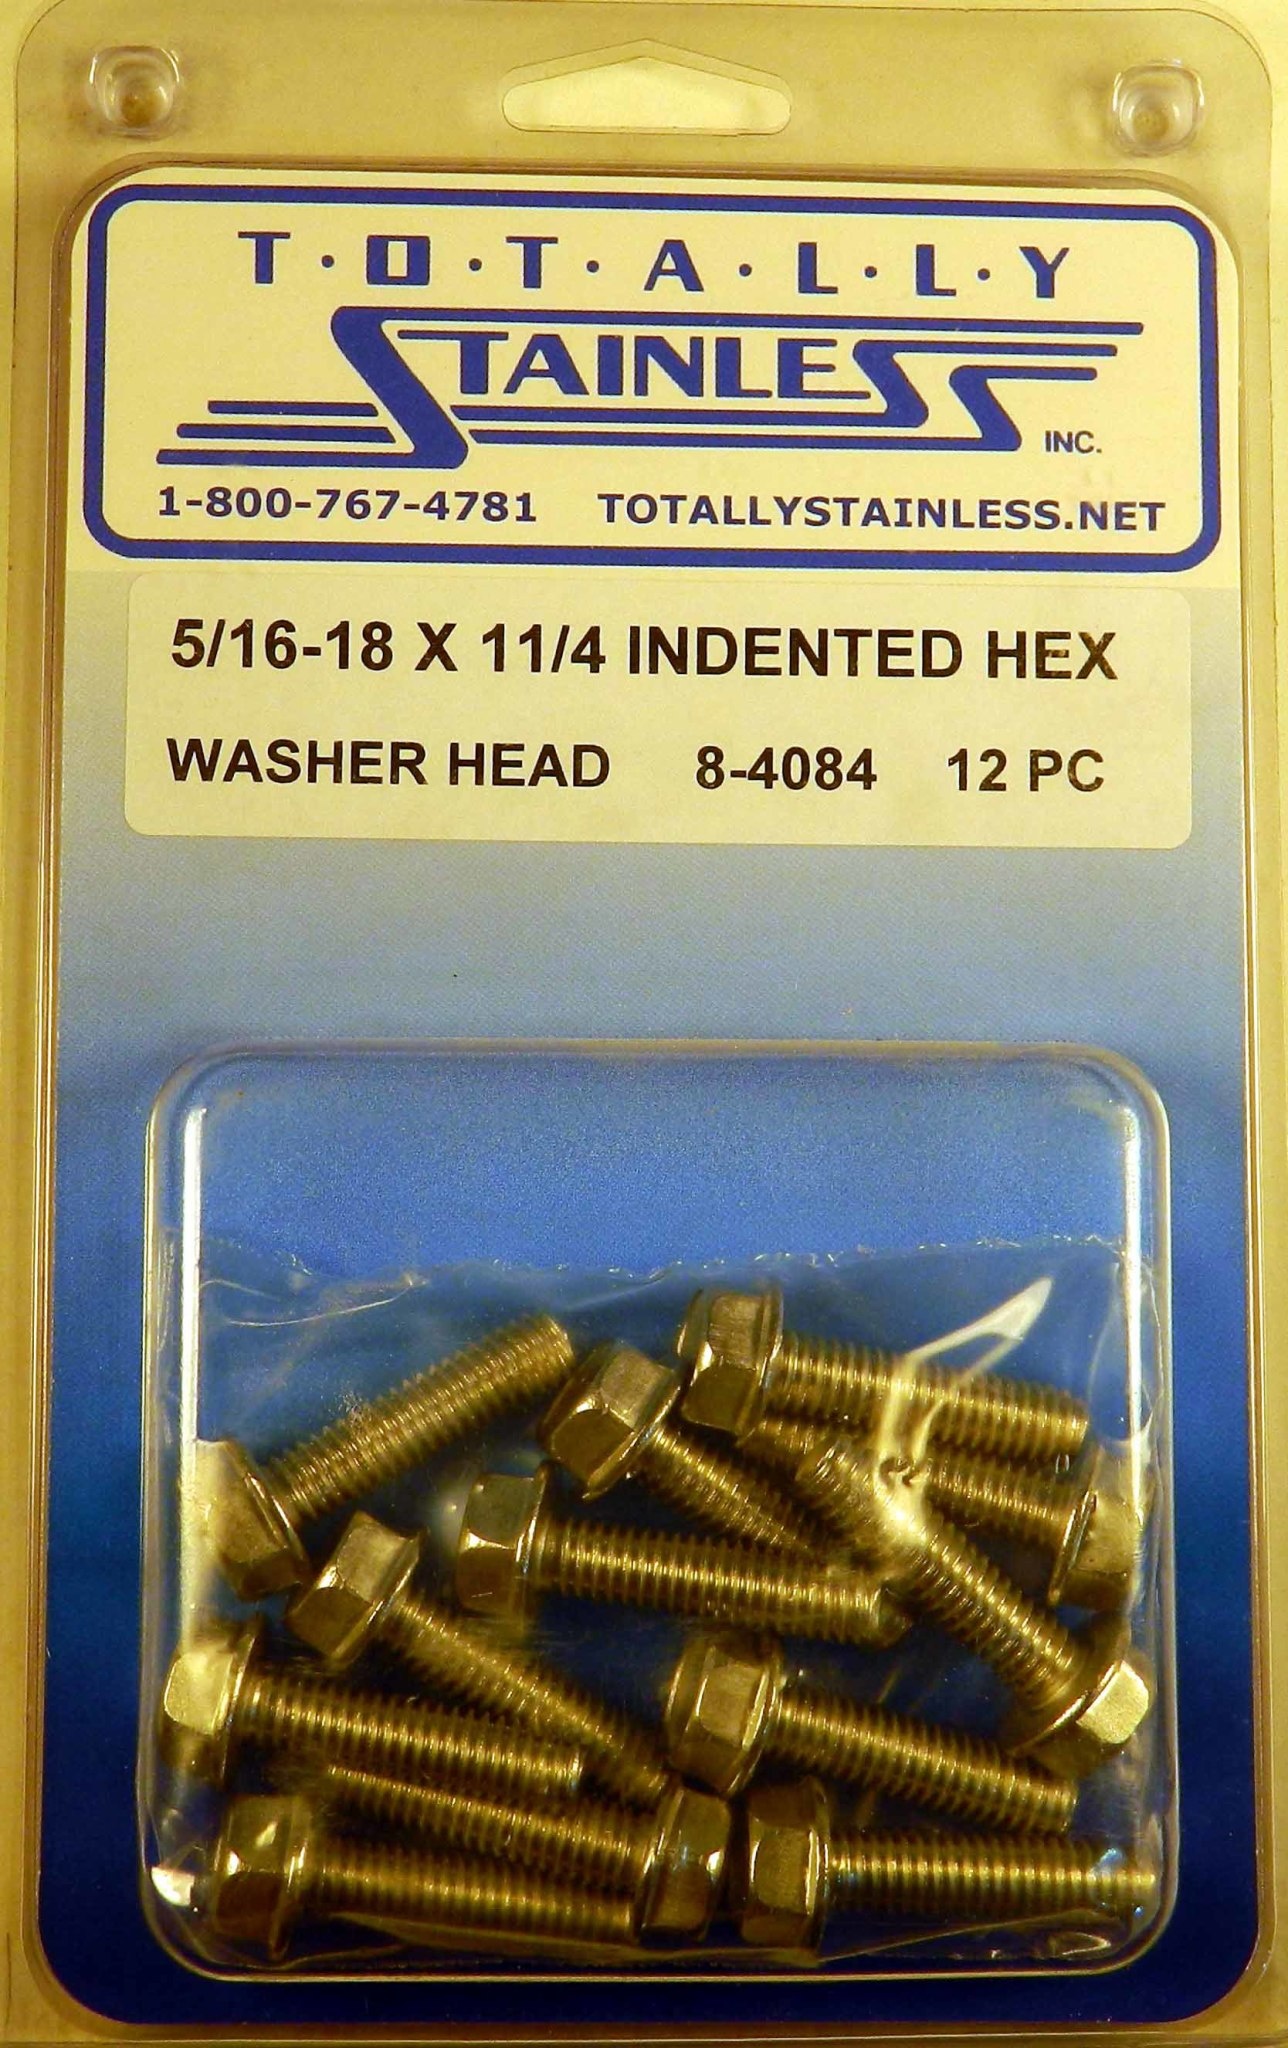 T·O·T·A·L·L·Y
STAINLESS INC.
1-800-767-4781 TOTALLYSTAINLESS.NET
5/16-18 X 11/4 INDENTED HEX
WASHER HEAD 8-4084 12 PC